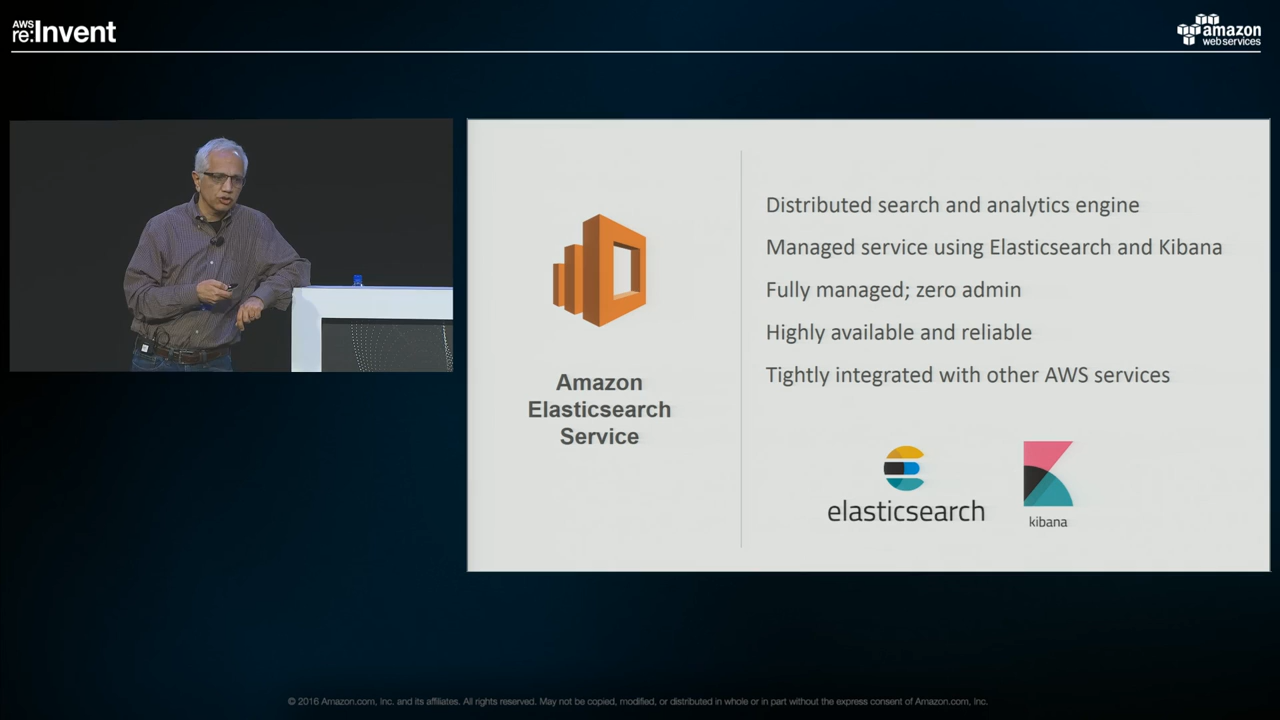 AWS
re:Invent
amazon
web services
Distributed search and analytics engine
Managed service using Elasticsearch and Kibana
Fully managed; zero admin
Highly available and reliable
Tightly integrated with other AWS services
Amazon
Elasticsearch
Service
elasticsearch
kibana
© 2016 Amazon.com, Inc. and its affiliates. All rights reserved. May not be copied, modified, or distributed in whole or in part without the express consent of Amazon.com, Inc.